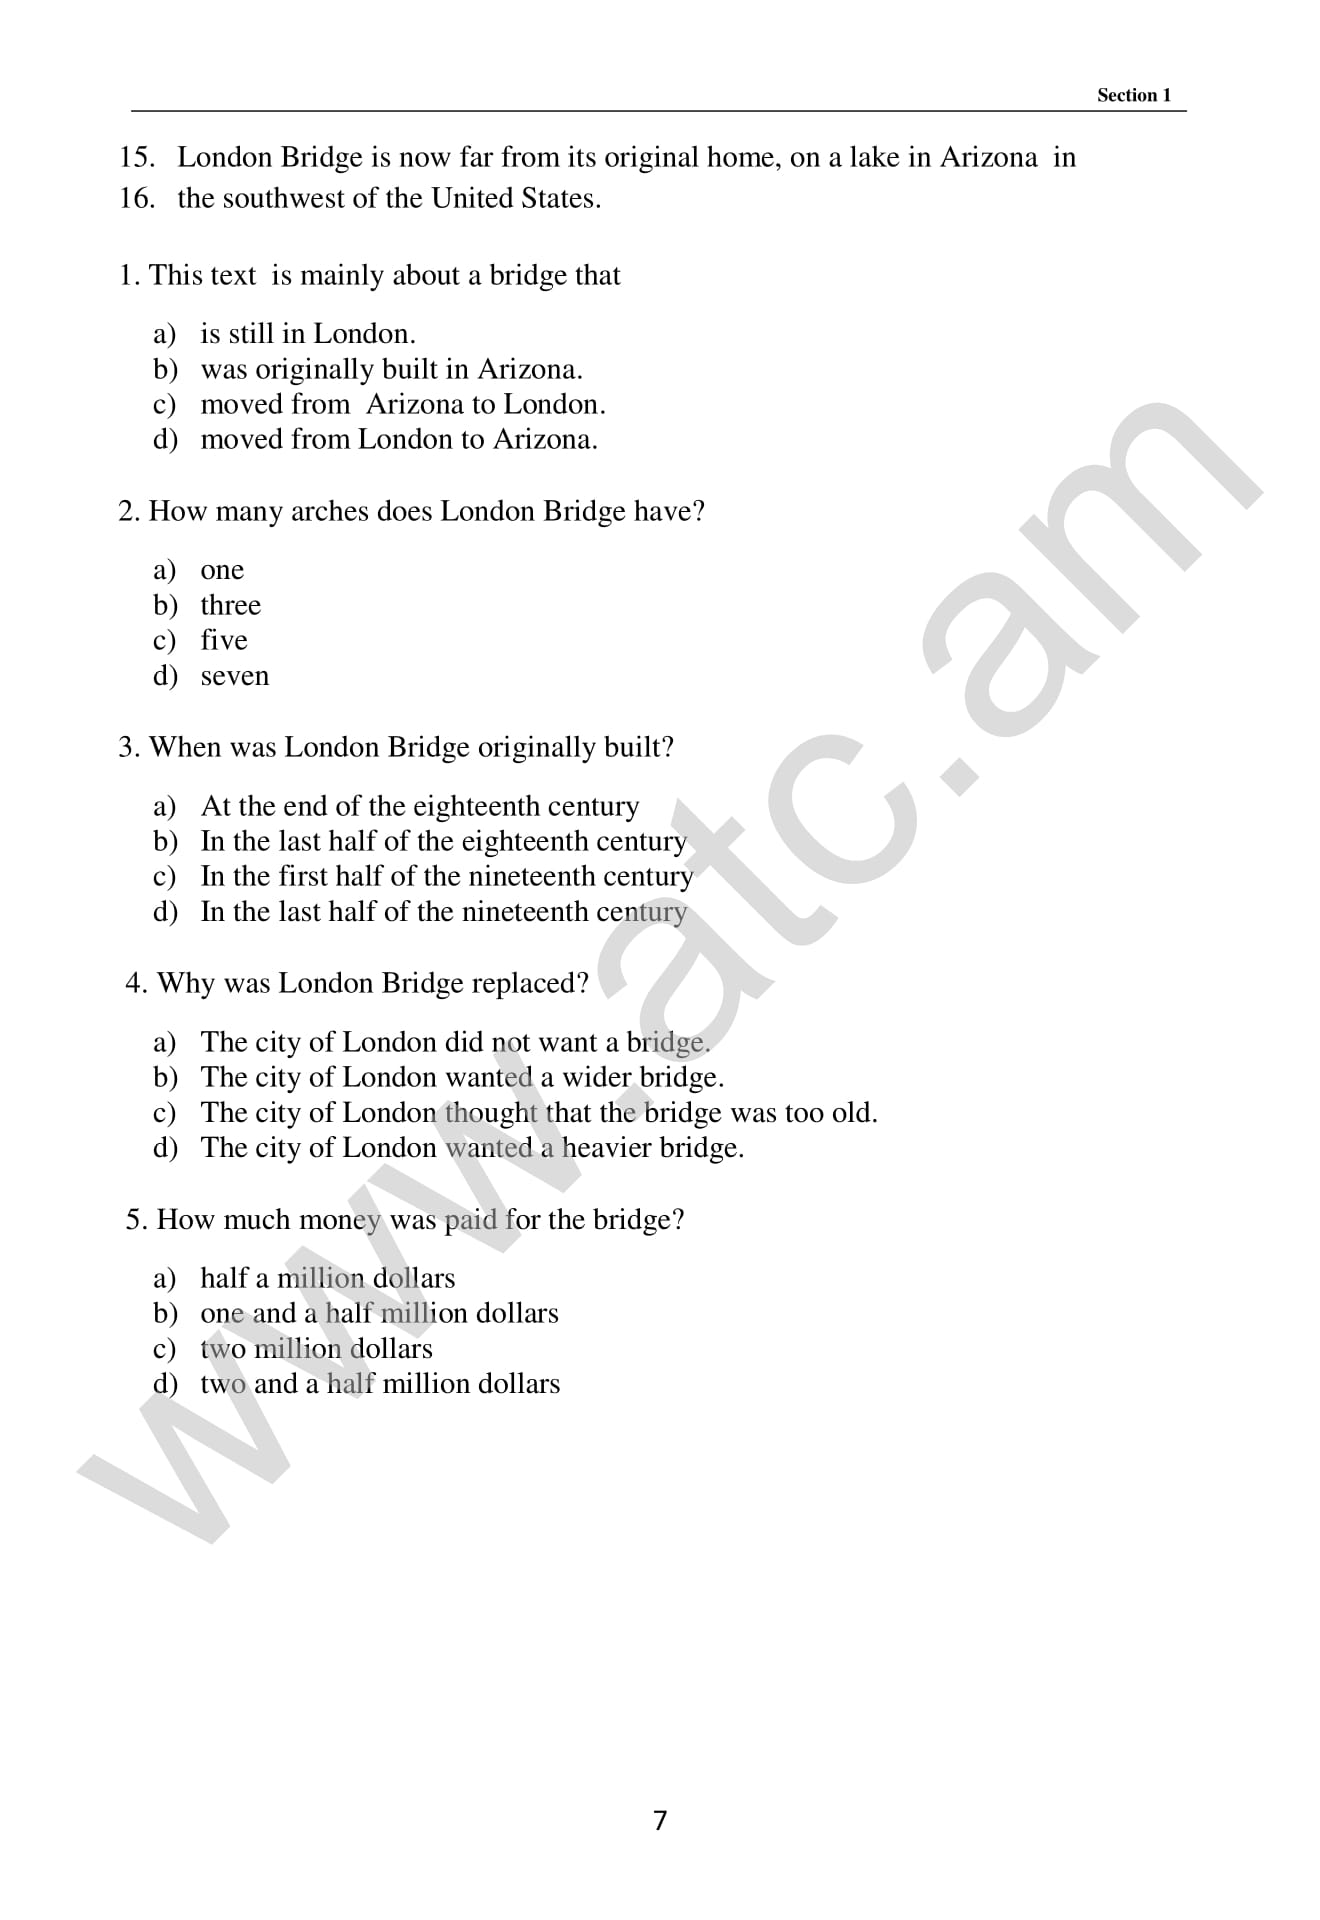 Section 1
15. London Bridge is now far from its original home, on a lake in Arizona in
16. the southwest of the United States.
1. This text is mainly about a bridge that
a) is still in London.
b) was originally built in Arizona.
c) moved from Arizona to London.
d) moved from London to Arizona.
2. How many arches does London Bridge have?
a) one
b) three
c) five
d) seven
3. When was London Bridge originally built?
a) At the end of the eighteenth century
b) In the last half of the eighteenth century
c) In the first half of the nineteenth century
d) In the last half of the nineteenth century
4. Why was London Bridge replaced?
a) The city of London did not want a bridge.
b) The city of London wanted a wider bridge.
c) The city of London thought that the bridge was too old.
d) The city of London wanted a heavier bridge.
5. How much money was paid for the bridge?
a) half a million dollars
b) one and a half million dollars
c) two million dollars
d) two and a half million dollars
www.atc.am
7